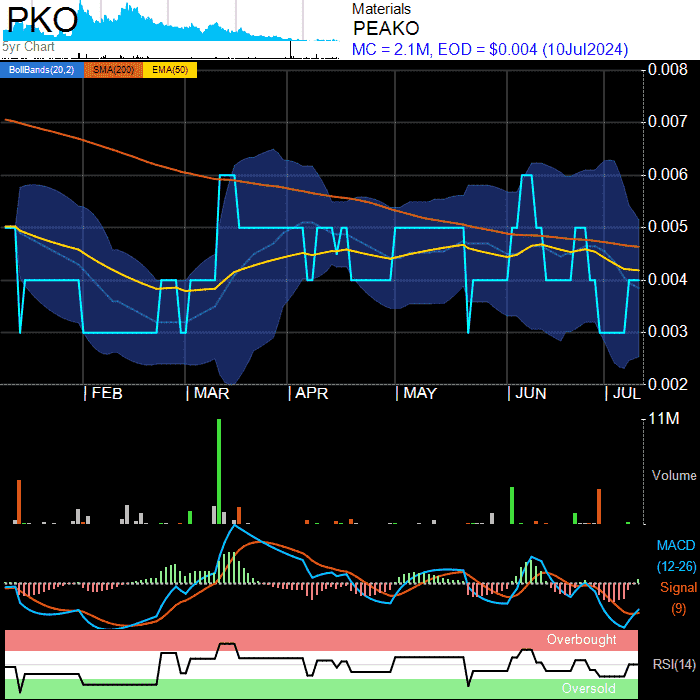 PKO
5yr Chart
Materials
PEAKO
MC = 2.1M, EOD = $0.004 (10Jul2024)
BollBands(20,2) SMA(200) EMA(50)
0.008
0.007
0.006
0.005
0.004
0.003
0.002
FEB MAR APR MAY JUN JUL
11M
Volume
MACD
(12-26)
Signal
(9)
Overbought
RSI(14)
Oversold